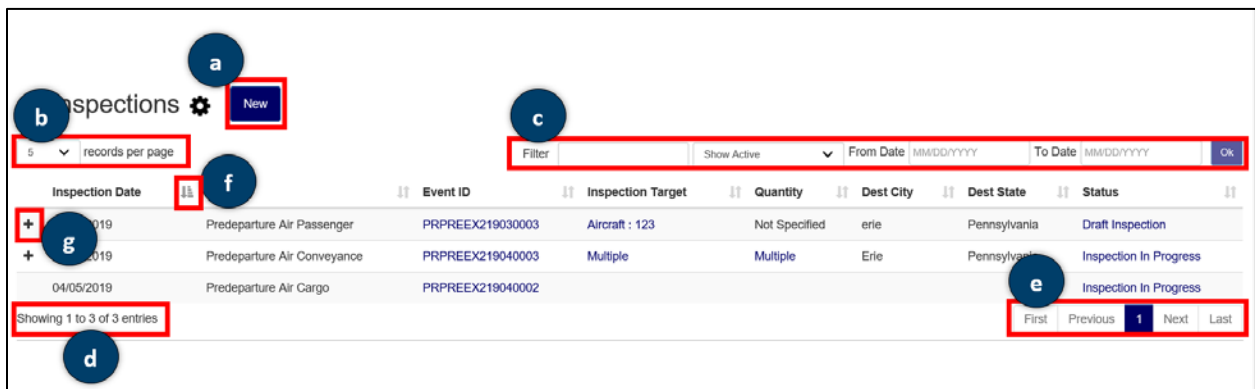 a
nspections New
b
c
5 records per page Filter Show Active From Date MM/DD/YYYY To Date MM/DD/YYYY Ok
f
Inspection Date Event ID Inspection Target Quantity Dest City Dest State Status
+ 019 Predeparture Air Passenger PRPREEX219030003 Aircraft : 123 Not Specified erie Pennsylvania Draft Inspection
g
+ 2019 Predeparture Air Conveyance PRPREEX219040003 Multiple Multiple Erie Inspection In Progress
e
04/05/2019 Predeparture Air Cargo PRPREEX219040002 Inspection In Progress
Showing 1 to 3 of 3 entries First Previous 1 Next Last
d